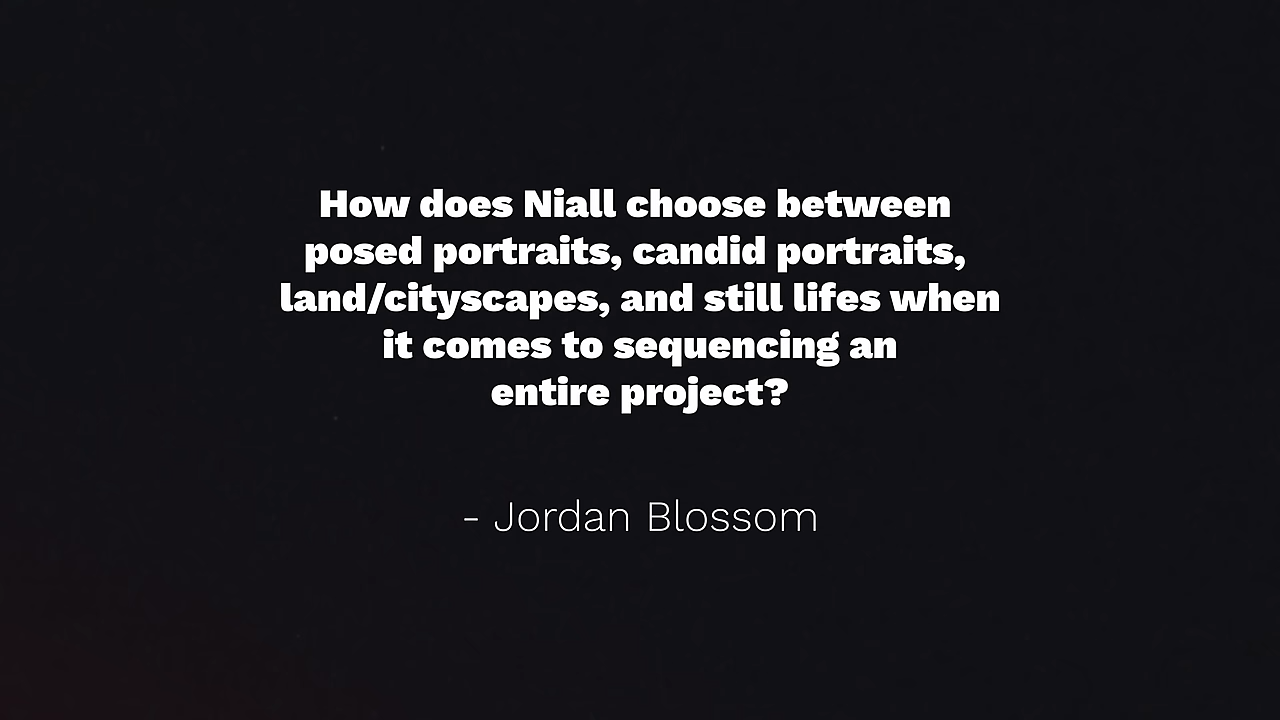 How does Niall choose between
posed portraits, candid portraits,
land/cityscapes, and still lifes when
it comes to sequencing an
entire project?
- Jordan Blossom